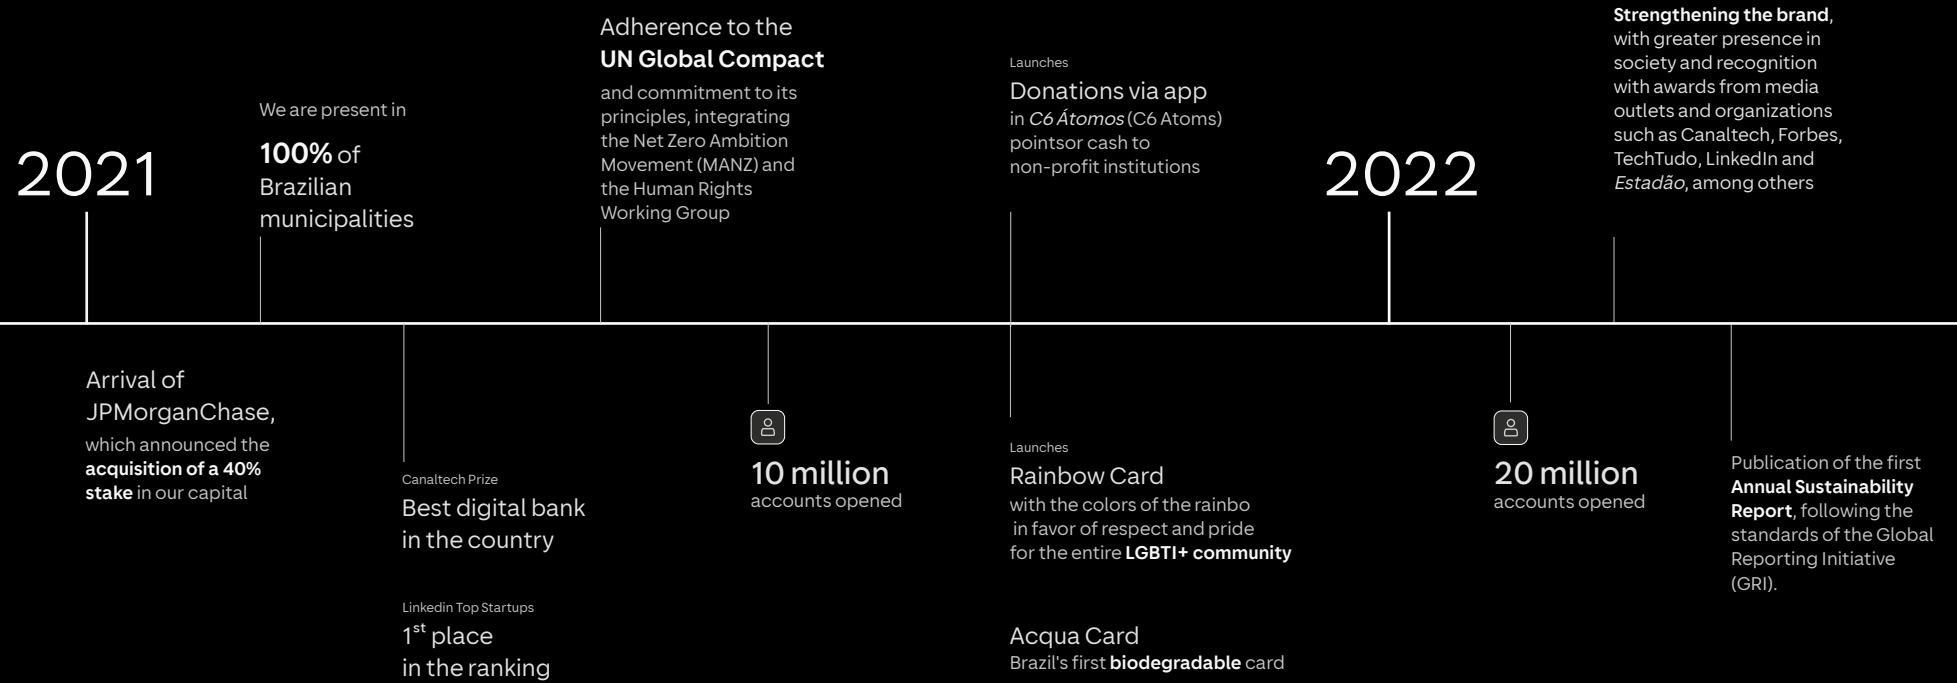 2021
Arrival of
JPMorganChase,
which announced the
acquisition of a 40%
stake in our capital
We are present in
100% of
Brazilian
municipalities
Canaltech Prize
Best digital bank
in the country
Linkedin Top Startups
1st place
in the ranking
Adherence to the
UN Global Compact
and commitment to its
principles, integrating
the Net Zero Ambition
Movement (MANZ) and
the Human Rights
Working Group
10 million
accounts opened
Launches
Donations via app
in C6 Átomos (C6 Atoms)
pointsor cash to
non-profit institutions
Launches
Rainbow Card
with the colors of the rainbo
in favor of respect and pride
for the entire LGBTI+ community
Acqua Card
Brazil's first biodegradable card
2022
20 million
accounts opened
Strengthening the brand,
with greater presence in
society and recognition
with awards from media
outlets and organizations
such as Canaltech, Forbes,
TechTudo, LinkedIn and
Estadão, among others
Publication of the first
Annual Sustainability
Report, following the
standards of the Global
Reporting Initiative
(GRI).